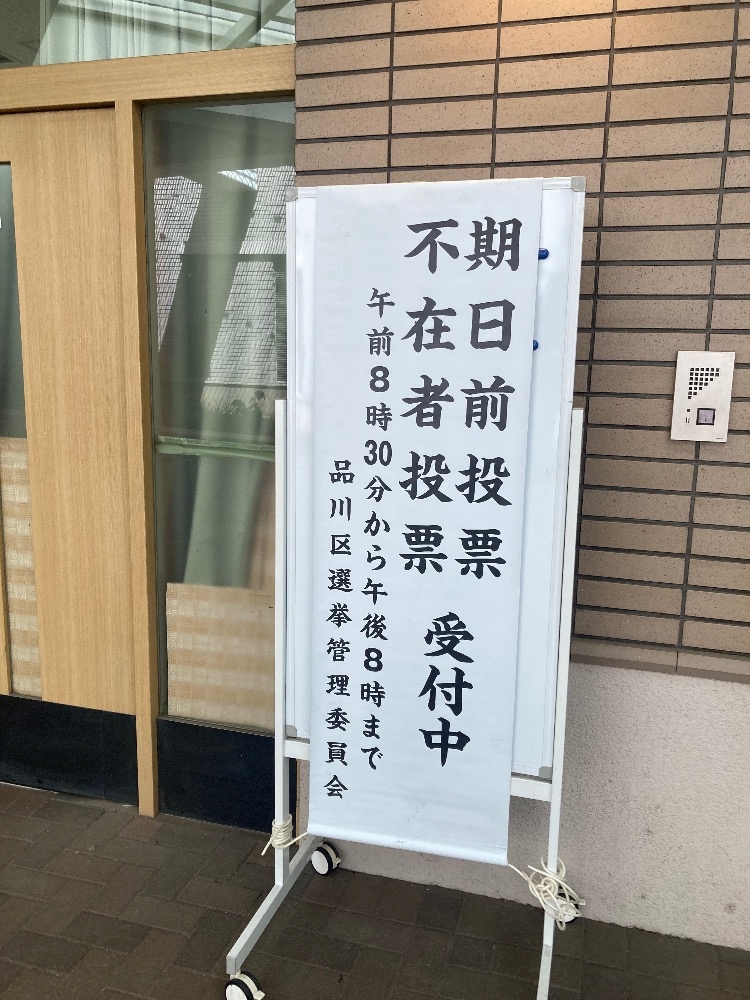 期日前投票
不在者投票
受付中
午前8時30分から午後8時まで
品川区選挙管理委員会